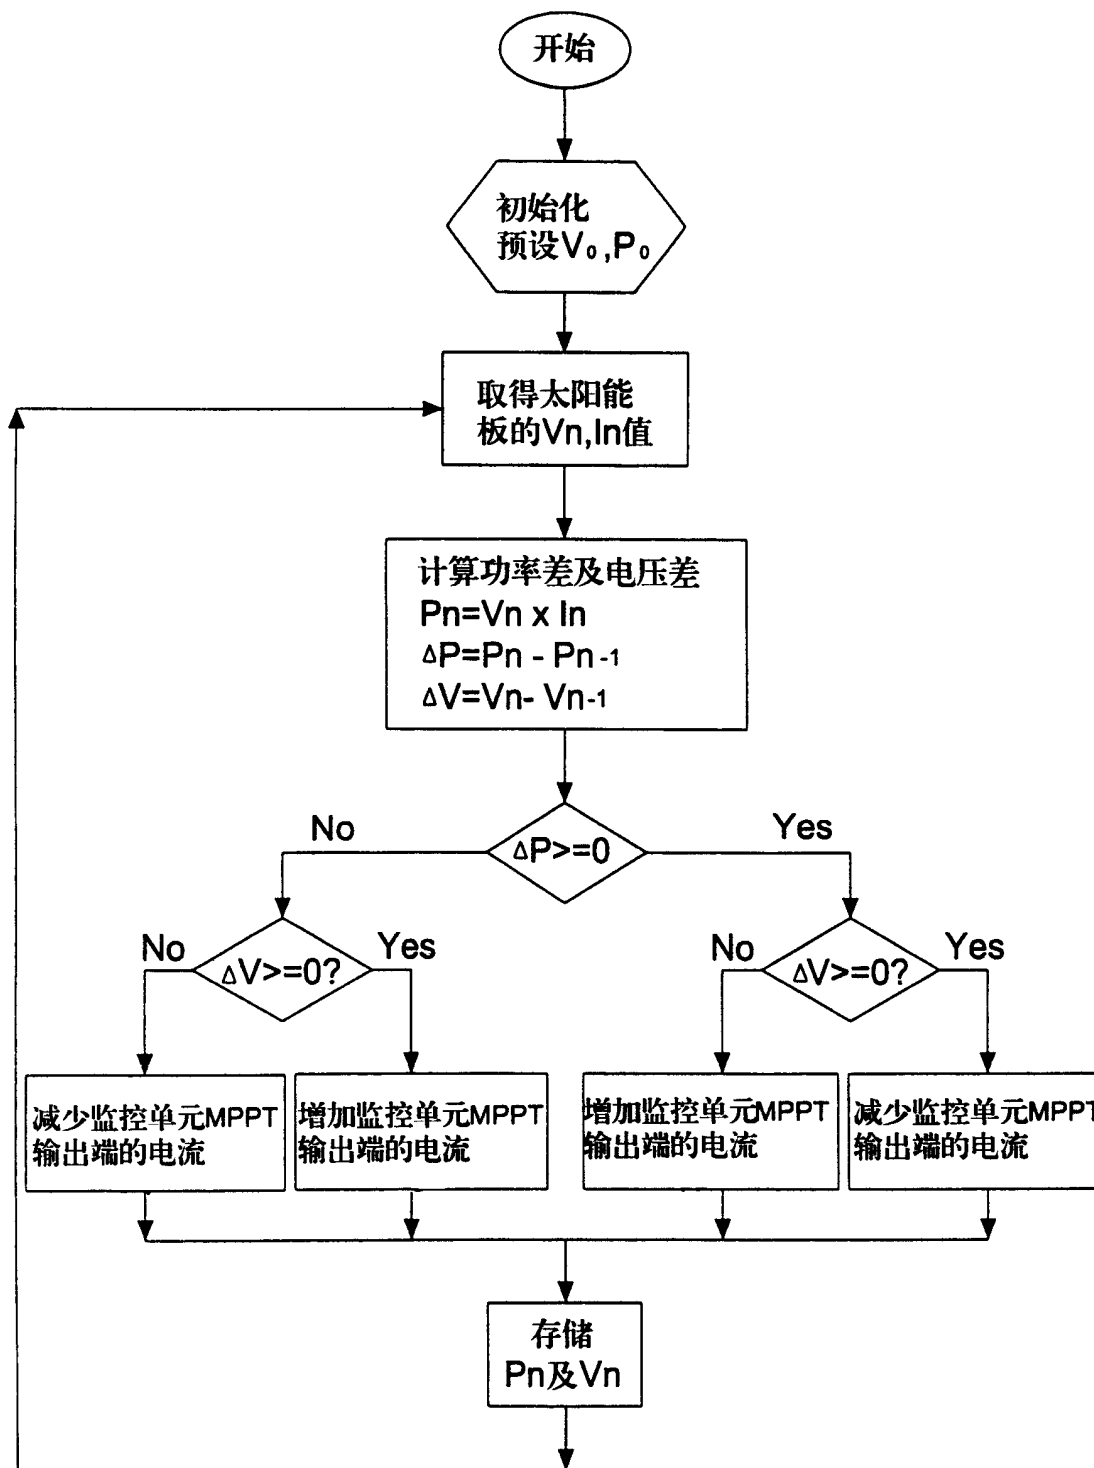 开始
初始化
预设V₀,P₀
取得太阳能
板的Vn,In值
计算功率差及电压差
Pn=Vn x In
ΔP=Pn - Pn-1
ΔV=Vn- Vn-1
No
ΔP>=0
Yes
No
ΔV>=0?
Yes
No
ΔV>=0?
Yes
减少监控单元MPPT
输出端的电流
增加监控单元MPPT
输出端的电流
增加监控单元MPPT
输出端的电流
减少监控单元MPPT
输出端的电流
存储
Pn及Vn